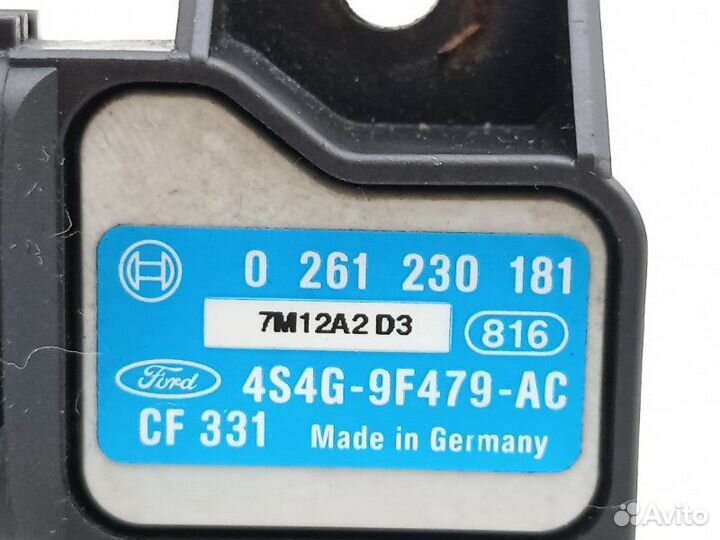 0 261 230 181
7M12A2 D3
816
Ford 4S4G-9F479-AC
CF 331 Made in Germany
Avito